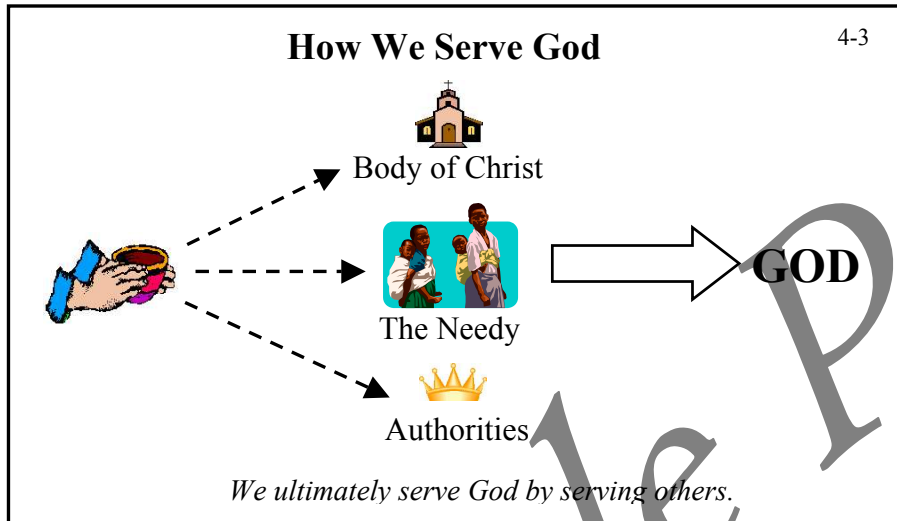 How We Serve God
4-3
Body of Christ
GOD
The Needy
Authorities
We ultimately serve God by serving others.
le P